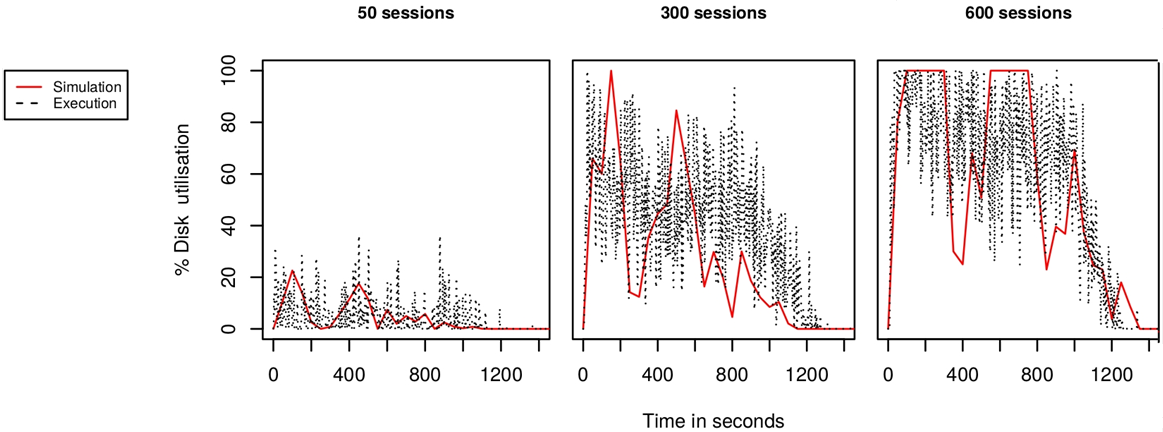 50 sessions 300 sessions 600 sessions
Simulation
Execution
% Disk utilisation
100
80
60
40
20
0
0 400 800 1200 0 400 800 1200 0 400 800 1200
Time in seconds